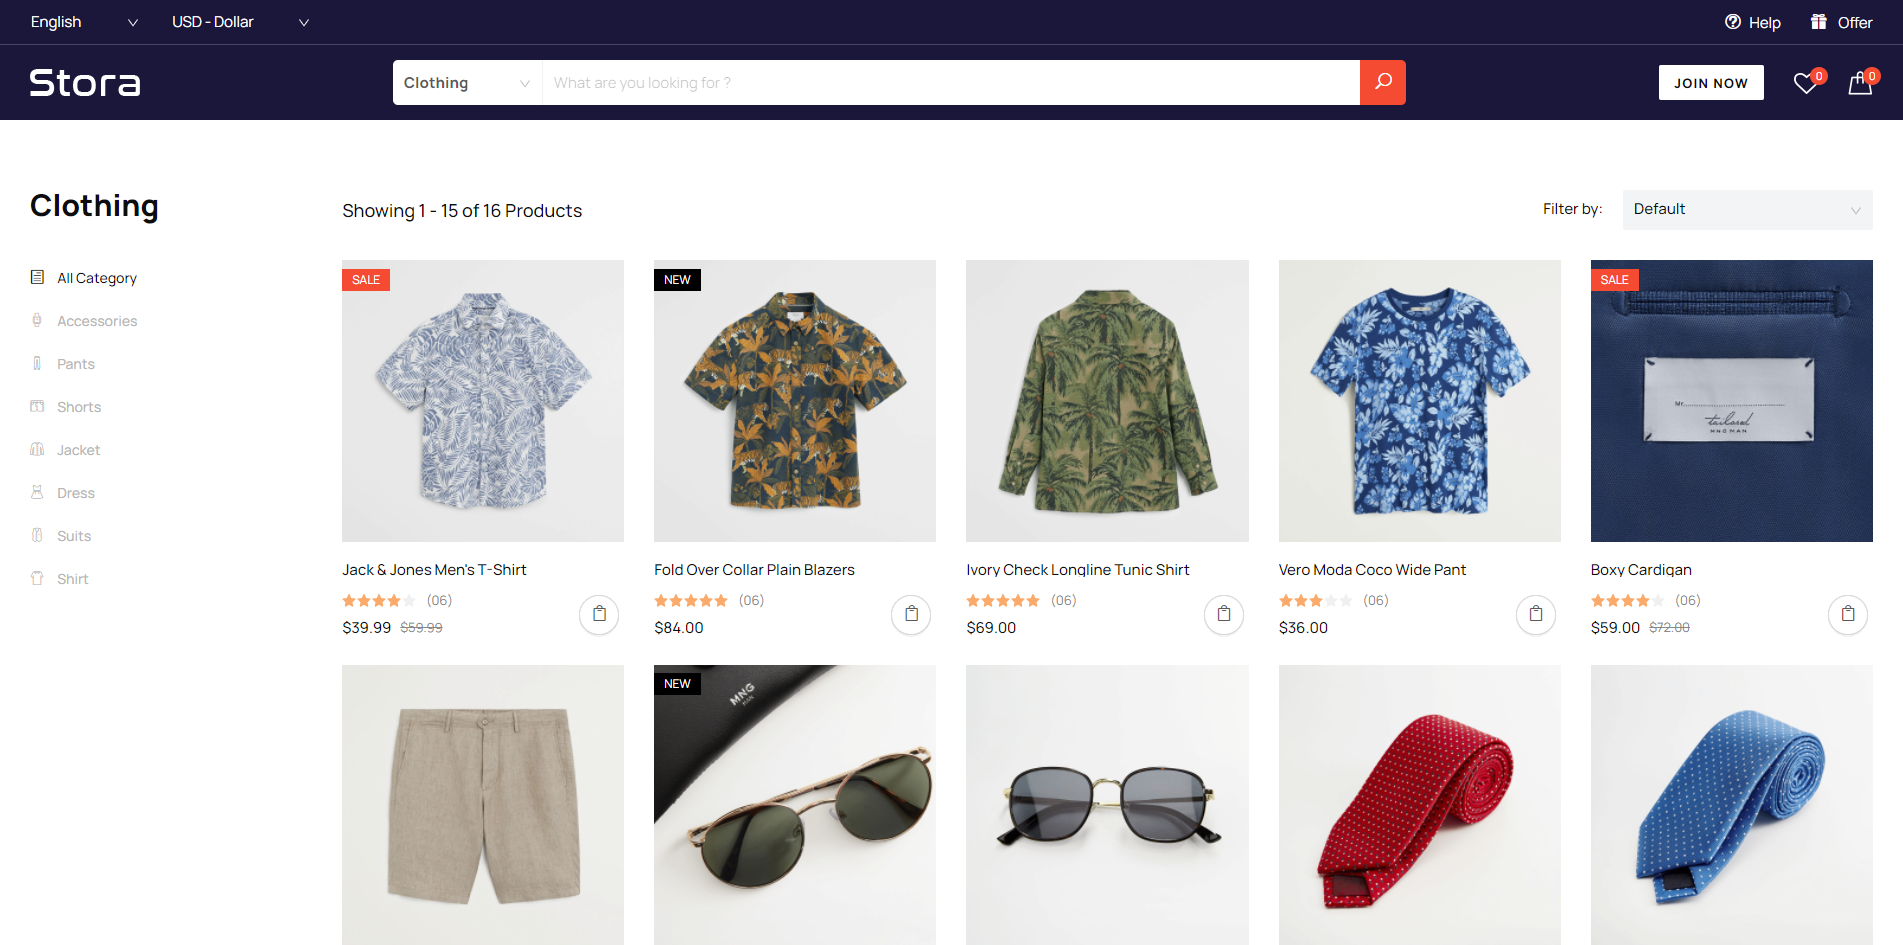 English
USD - Dollar
Help
Offer
Stora
Clothing
What are you looking for ?
JOIN NOW
0
0
Clothing
All Category
Accessories
Pants
Shorts
Jacket
Dress
Suits
Shirt
Showing 1 - 15 of 16 Products
Filter by:
Default
SALE
NEW
SALE
Mr.
tailored
MNG MAN
Jack & Jones Men's T-Shirt
(06)
$39.99 $59.99
Fold Over Collar Plain Blazers
(06)
$84.00
Ivory Check Longline Tunic Shirt
(06)
$69.00
Vero Moda Coco Wide Pant
(06)
$36.00
Boxy Cardigan
(06)
$59.00 $72.00
NEW
MNG
MAN